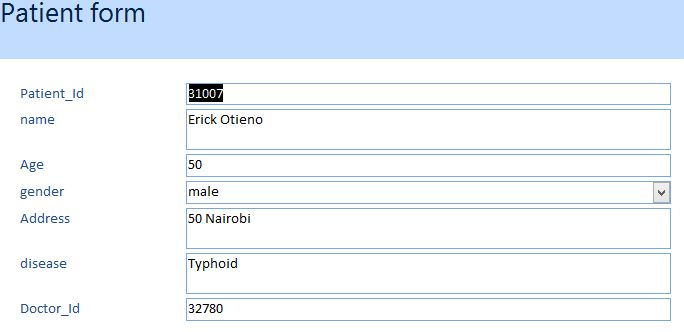 Patient form
Patient_Id 31007
name Erick Otieno
Age 50
gender male
Address 50 Nairobi
disease Typhoid
Doctor_Id 32780